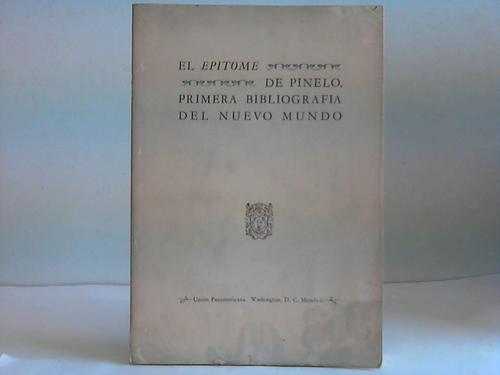 EL EPITOME
DE PINELO,
PRIMERA BIBLIOGRAFIA
DEL NUEVO MUNDO
Unión Panamericana. Washington, D. C.